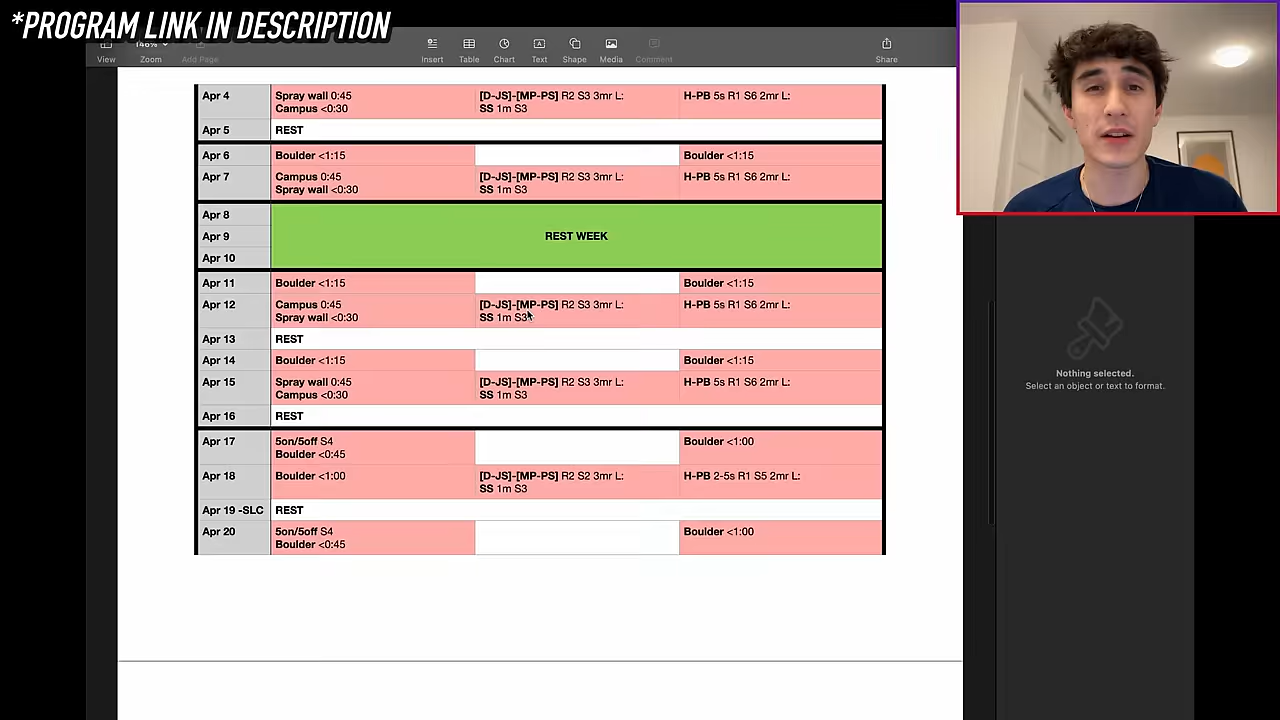 *PROGRAM LINK IN DESCRIPTION
View
Zoom
Add Page
Insert
Table
Chart
Text
Shape
Media
Comment
Share
Apr 4
Spray wall 0:45
Campus <0:30
[D-JS]-[MP-PS] R2 S3 3mr L:
SS 1m S3
H-PB 5s R1 S6 2mr L:
Apr 5
REST
Apr 6
Boulder <1:15
Boulder <1:15
Apr 7
Campus 0:45
Spray wall <0:30
[D-JS]-[MP-PS] R2 S3 3mr L:
SS 1m S3
H-PB 5s R1 S6 2mr L:
Apr 8
Apr 9
Apr 10
REST WEEK
Apr 11
Boulder <1:15
Boulder <1:15
Apr 12
Campus 0:45
Spray wall <0:30
[D-JS]-[MP-PS] R2 S3 3mr L:
SS 1m S3
H-PB 5s R1 S6 2mr L:
Apr 13
REST
Apr 14
Boulder <1:15
Boulder <1:15
Apr 15
Spray wall 0:45
Campus <0:30
[D-JS]-[MP-PS] R2 S3 3mr L:
SS 1m S3
H-PB 5s R1 S6 2mr L:
Apr 16
REST
Apr 17
5on/5off S4
Boulder <0:45
Boulder <1:00
Apr 18
Boulder <1:00
[D-JS]-[MP-PS] R2 S2 3mr L:
SS 1m S3
H-PB 2-5s R1 S5 2mr L:
Apr 19 -SLC
REST
Apr 20
5on/5off S4
Boulder <0:45
Boulder <1:00
Nothing selected.
Select an object or text to format.